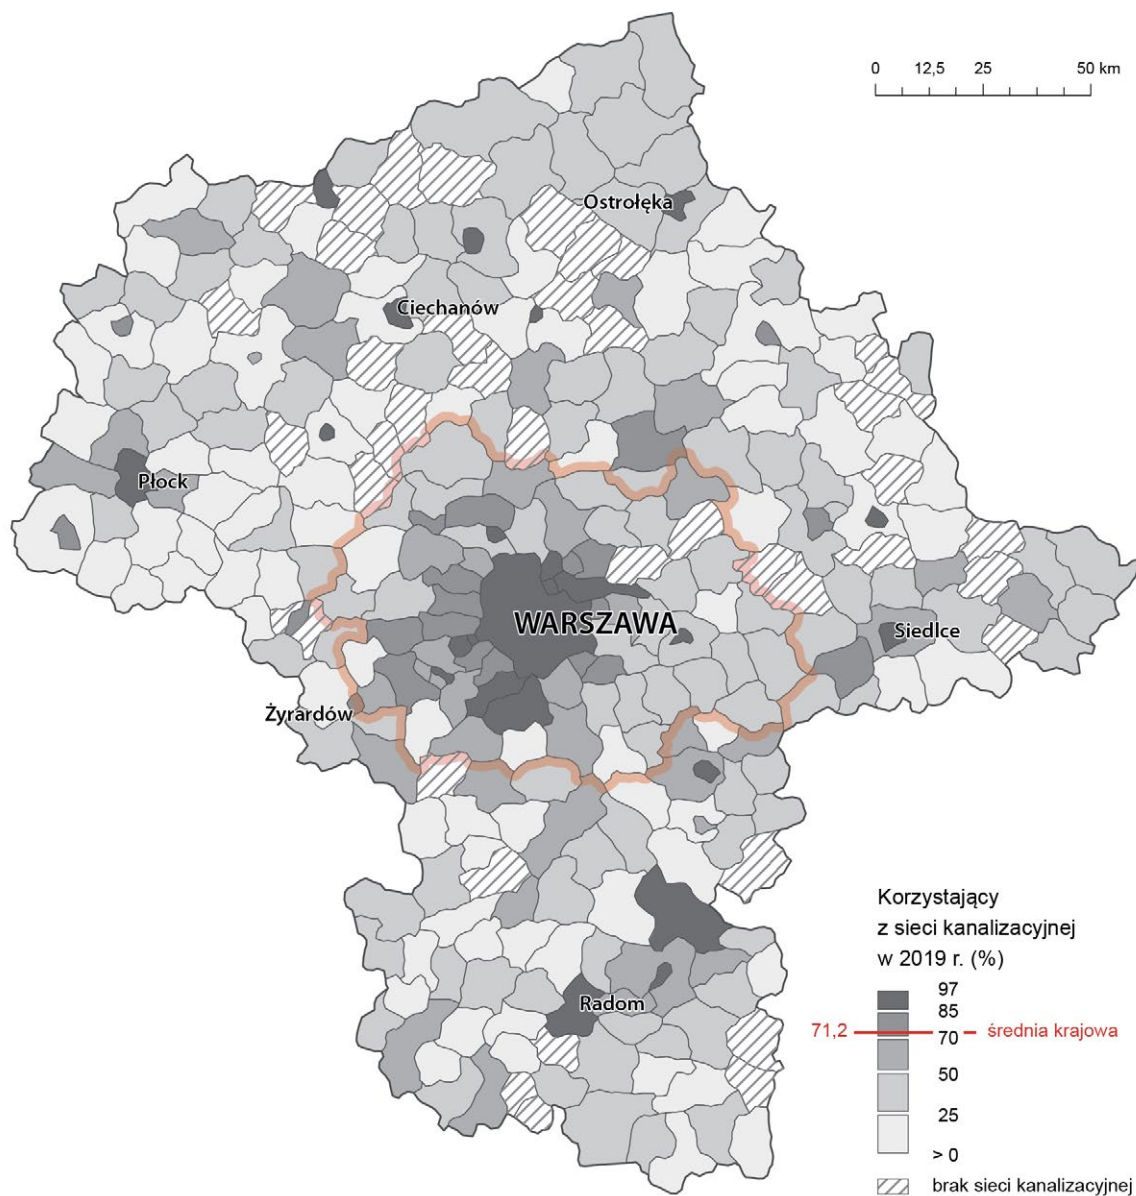 0 12,5 25 50 km
Ostrołęka
Ciechanów
Płock
WARSZAWA
Siedlce
Żyrardów
Radom
Korzystający
z sieci kanalizacyjnej
w 2019 r. (%)
97
85
71,2 średnia krajowa
70
50
25
> 0
brak sieci kanalizacyjnej